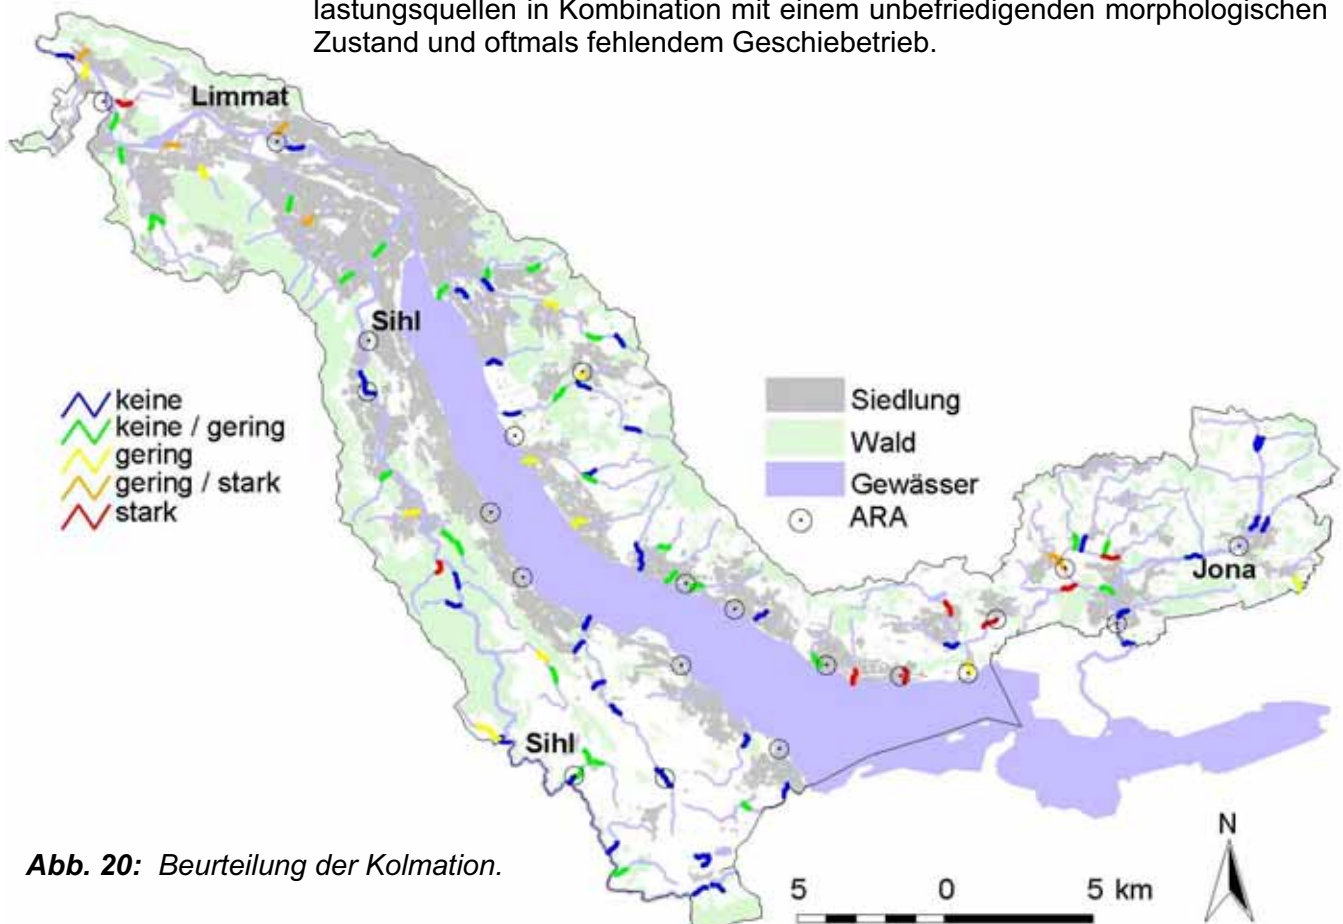 lastungsquellen in Kombination mit einem unbefriedigenden morphologischen
Zustand und oftmals fehlendem Geschiebetrieb.
Limmat
Sihl
keine
keine / gering
gering
gering / stark
stark
Siedlung
Wald
Gewässer
ARA
Jona
Sihl
Abb. 20: Beurteilung der Kolmation.
N
5 0 5 km